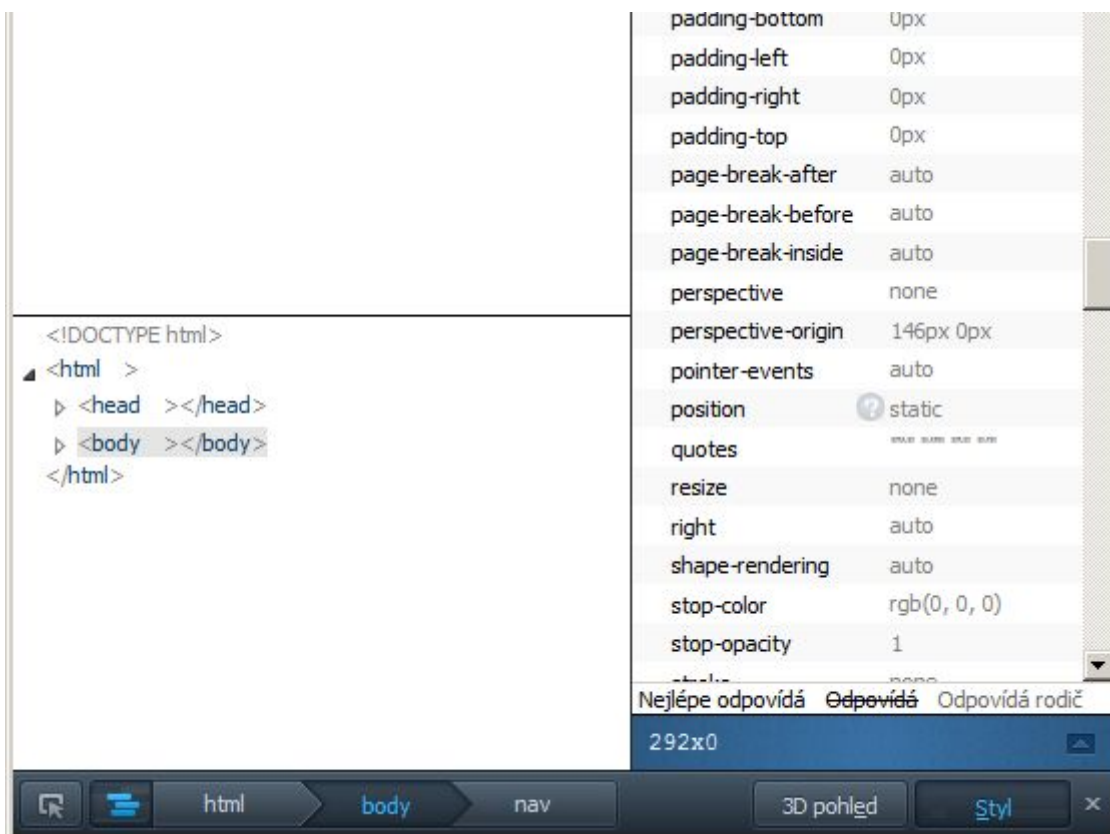 padding-bottom 0px
padding-left 0px
padding-right 0px
padding-top 0px
page-break-after auto
page-break-before auto
page-break-inside auto
perspective none
perspective-origin 146px 0px
pointer-events auto
position ? static
quotes
resize none
right auto
shape-rendering auto
stop-color rgb(0, 0, 0)
stop-opacity 1
stroke none
Nejlépe odpovídá Odpovídá Odpovídá rodič
292x0
<!DOCTYPE html>
<html >
<head ></head>
<body ></body>
</html>
html body nav 3D pohled Styl ×